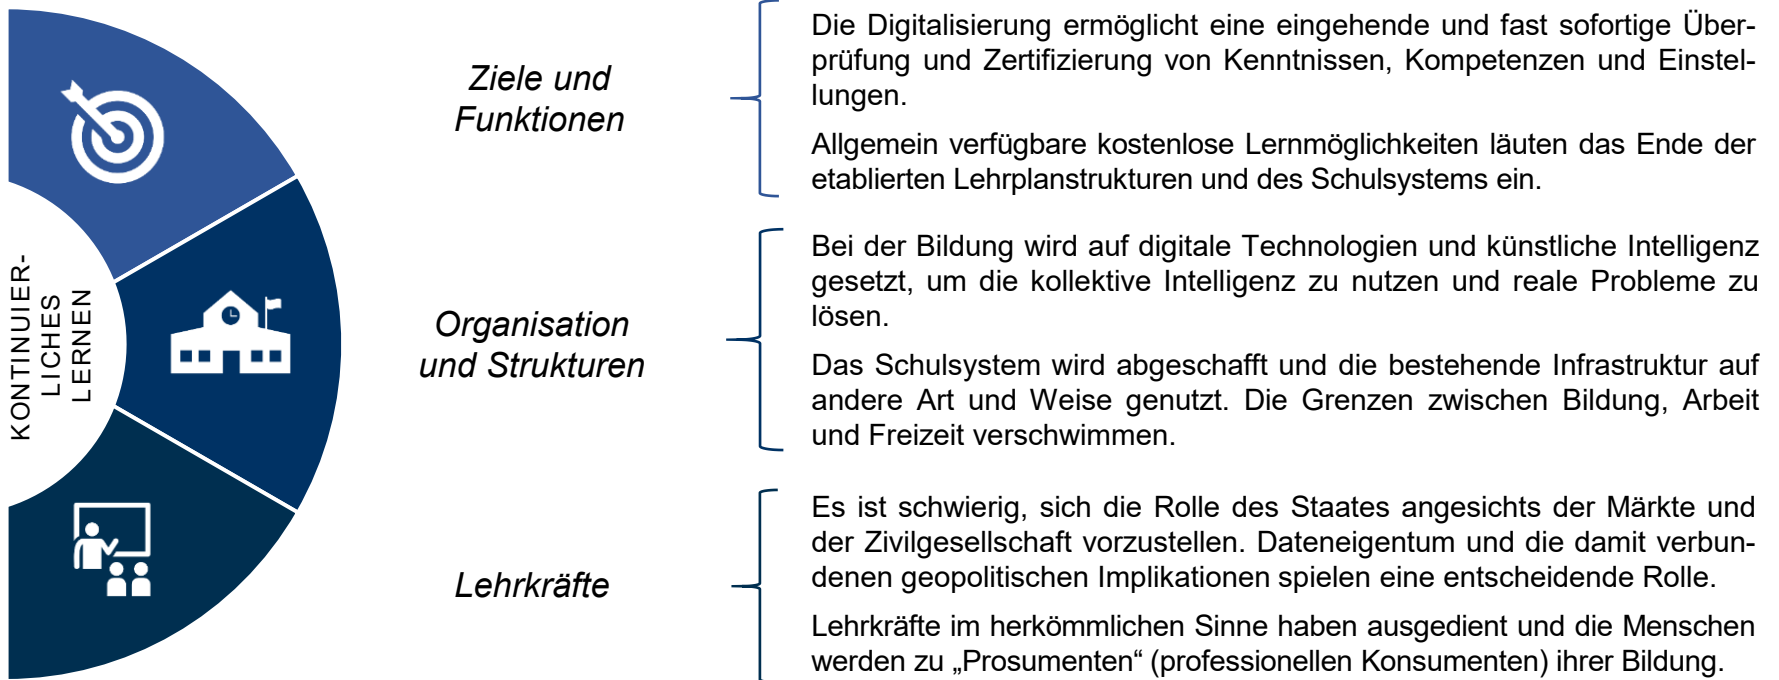 KONTINUIER-
LICHES
LERNEN
Ziele und
Funktionen
Die Digitalisierung ermöglicht eine eingehende und fast sofortige Über-
prüfung und Zertifizierung von Kenntnissen, Kompetenzen und Einstel-
lungen.
Allgemein verfügbare kostenlose Lernmöglichkeiten läuten das Ende der
etablierten Lehrplanstrukturen und des Schulsystems ein.
Organisation
und Strukturen
Bei der Bildung wird auf digitale Technologien und künstliche Intelligenz
gesetzt, um die kollektive Intelligenz zu nutzen und reale Probleme zu
lösen.
Das Schulsystem wird abgeschafft und die bestehende Infrastruktur auf
andere Art und Weise genutzt. Die Grenzen zwischen Bildung, Arbeit
und Freizeit verschwimmen.
Lehrkräfte
Es ist schwierig, sich die Rolle des Staates angesichts der Märkte und
der Zivilgesellschaft vorzustellen. Dateneigentum und die damit verbun-
denen geopolitischen Implikationen spielen eine entscheidende Rolle.
Lehrkräfte im herkömmlichen Sinne haben ausgedient und die Menschen
werden zu „Prosumenten“ (professionellen Konsumenten) ihrer Bildung.